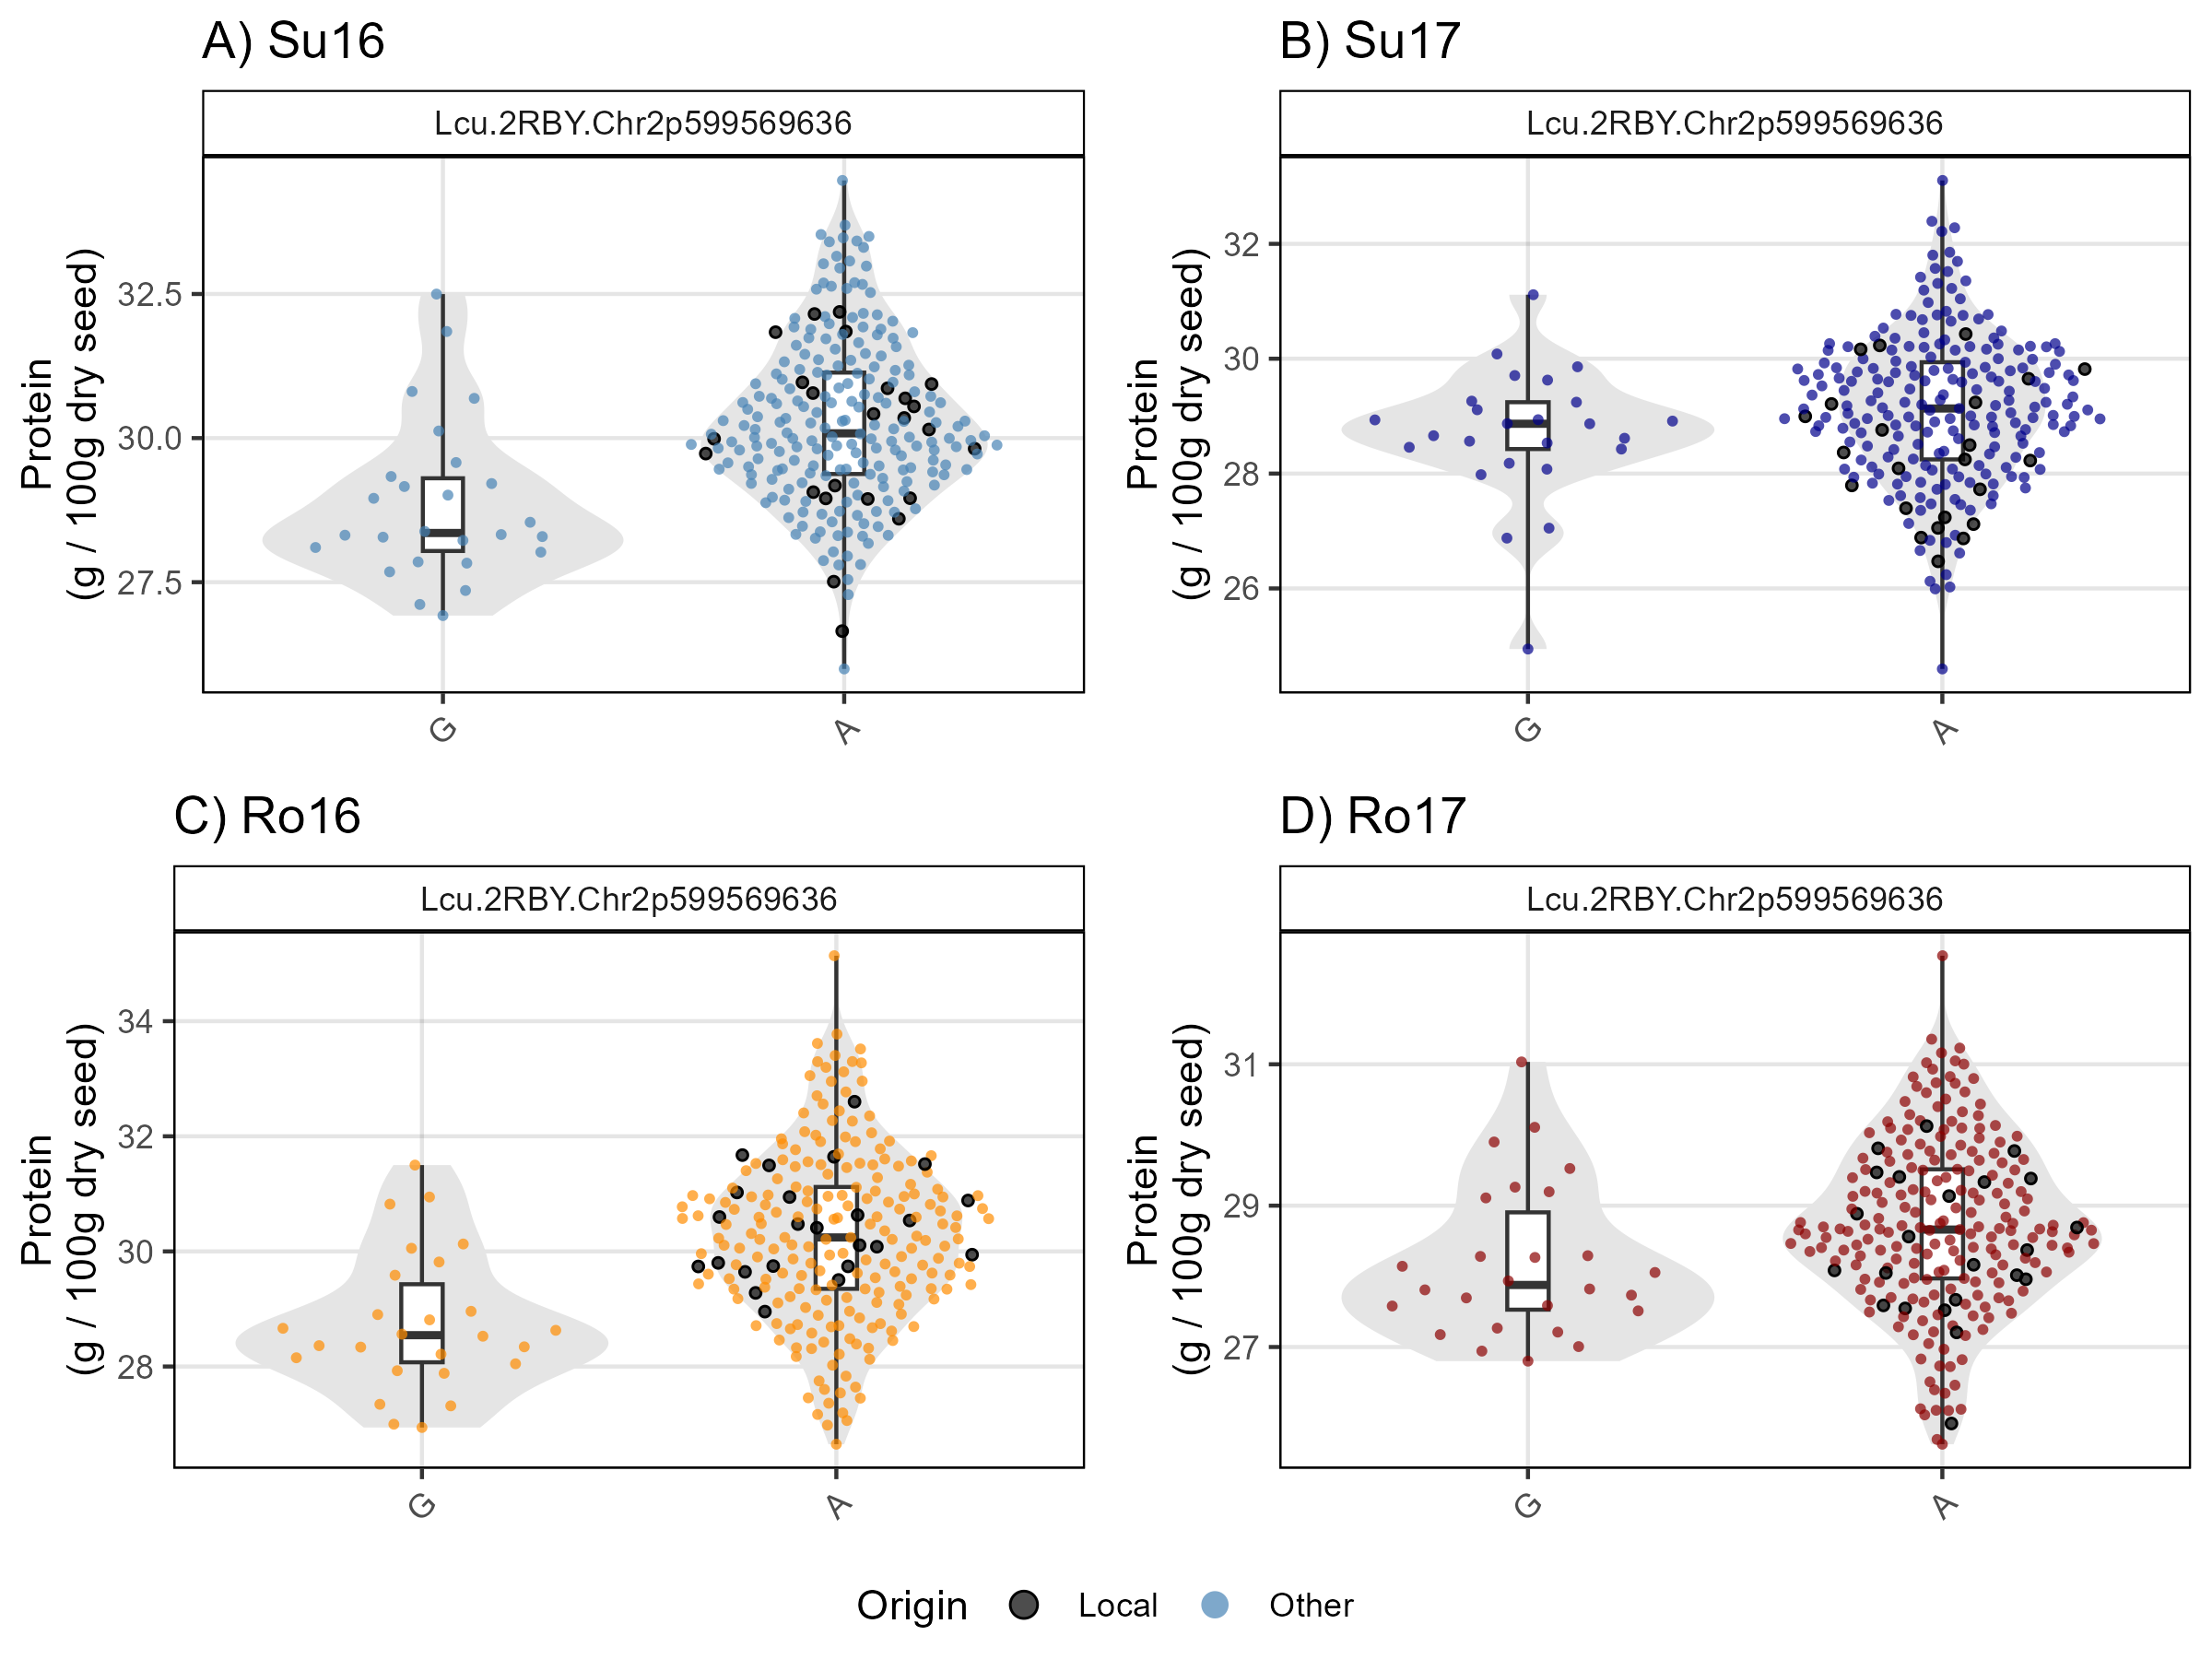 A) Su16
Lcu.2RBY.Chr2p599569636
Protein
(g / 100g dry seed)
32.5
30.0
27.5
G
A
B) Su17
Lcu.2RBY.Chr2p599569636
Protein
(g / 100g dry seed)
32
30
28
26
G
A
C) Ro16
Lcu.2RBY.Chr2p599569636
Protein
(g / 100g dry seed)
34
32
30
28
G
A
D) Ro17
Lcu.2RBY.Chr2p599569636
Protein
(g / 100g dry seed)
31
29
27
G
A
Origin Local Other